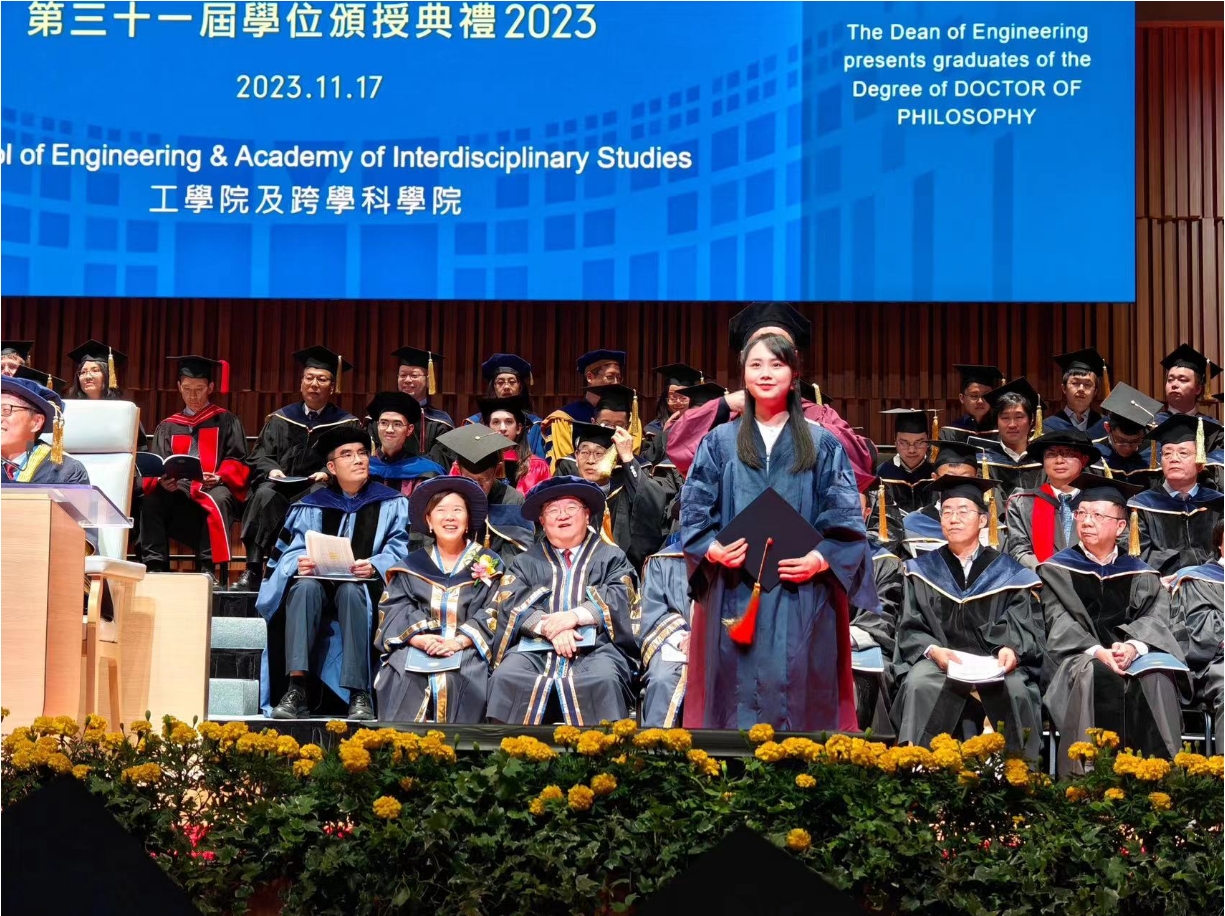 第三十一屆學位頒授典禮2023
2023.11.17
of Engineering & Academy of Interdisciplinary Studies
工學院及跨學科學院
The Dean of Engineering
presents graduates of the
Degree of DOCTOR OF
PHILOSOPHY